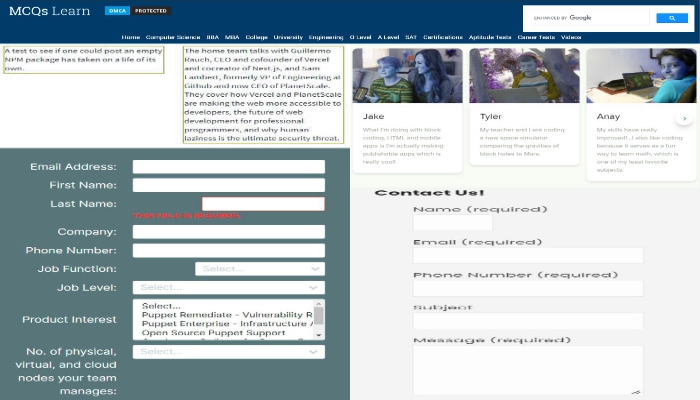 MCQs Learn
DMCA PROTECTED
ENHANCED BY Google
Home Computer Science BBA MBA College University Engineering O Level A Level SAT Certifications Aptitude Tests Career Tests Videos
A test to see if one could post an empty
NPM package has taken on a life of its
own.
The home team talks with Guillermo
Rauch, CEO and cofounder of Vercel
and cocreator of Next.js, and Sam
Lambert, formerly VP of Engineering at
Github and now CEO of PlanetScale.
They cover how Vercel and PlanetScale
are making the web more accessible to
developers, the future of web
development for professional
programmers, and why human
laziness is the ultimate security threat.
Jake
What I'm doing with block
coding, HTML and mobile
apps is I'm actually making
publishable apps which is
really cool!
Tyler
My teacher and I are coding
a new space simulator
comparing the gravities of
black holes to Mars.
Anay
My skills have really
improved...I also like coding
because it serves as a fun
way to learn math, which is
one of my least favorite
subjects.
Email Address:
First Name:
Last Name:
This field is required.
Company:
Phone Number:
Job Function:
Select...
Job Level:
Select...
Product Interest
Select...
Puppet Remediate - Vulnerability R
Puppet Enterprise - Infrastructure
Open Source Puppet Support
No. of physical,
virtual, and cloud
nodes your team
manages:
Select...
Contact Us!
Name (required)
Email (required)
Phone Number (required)
Subject
Message (required)